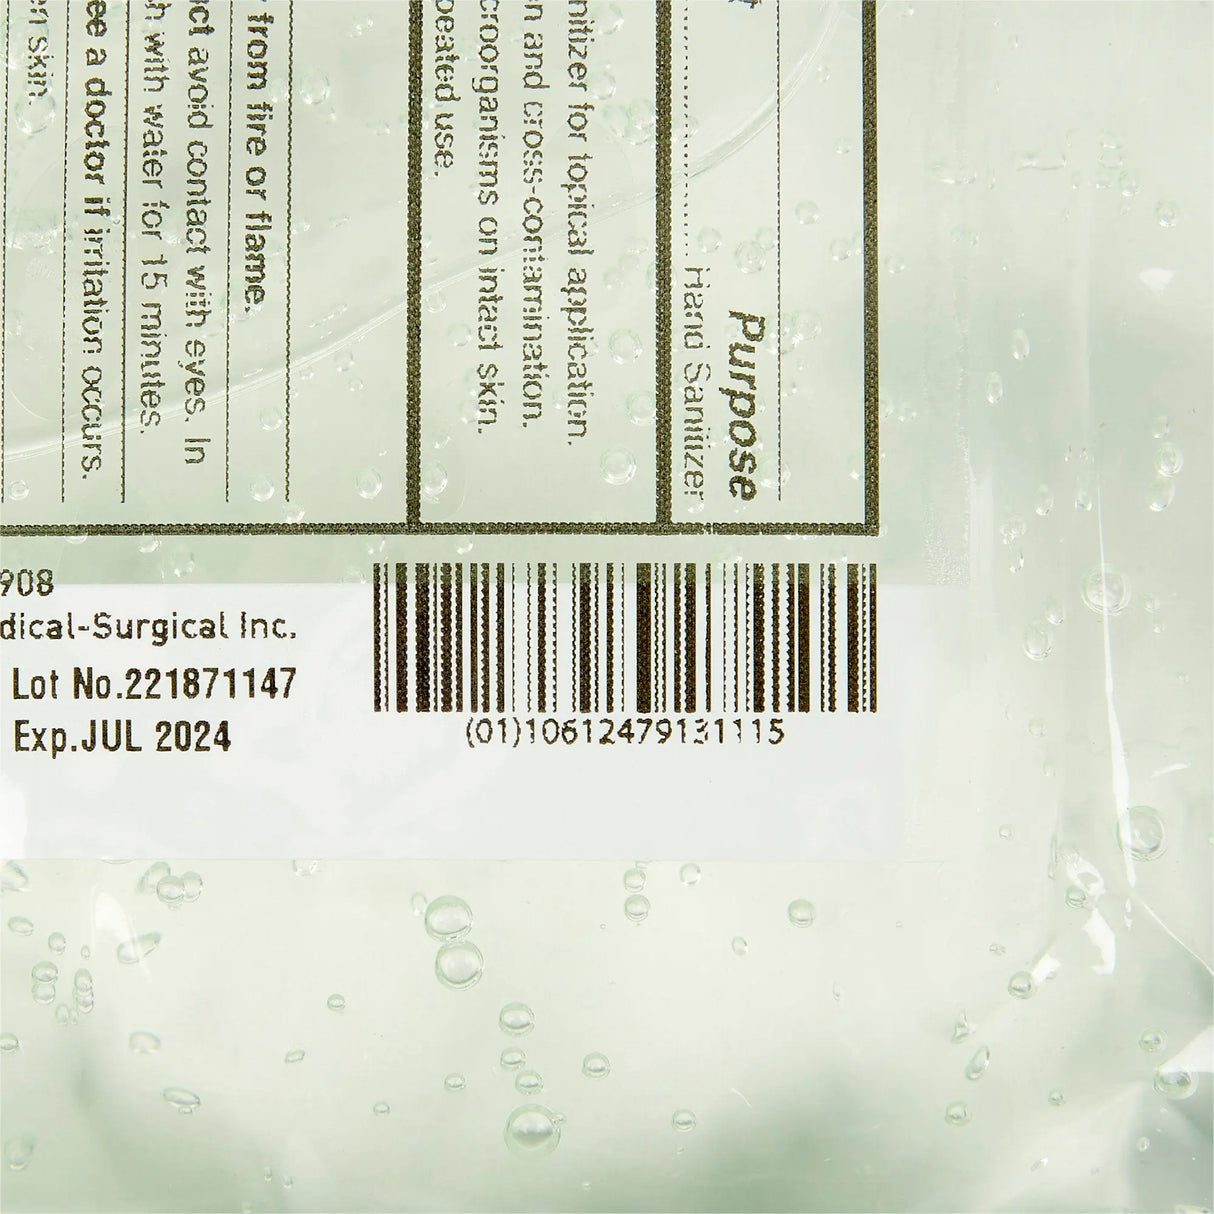 Purpose
Hand Sanitizer
nitizer for topical application.
n and cross-contamination.
croorganisms on intact skin.
peated use.
from fire or flame.
ct avoid contact with eyes. In
h with water for 15 minutes.
ee a doctor if irritation occurs.
n skin.
908
dical-Surgical Inc.
Lot No.221871147
Exp.JUL 2024
(01)10612479131115